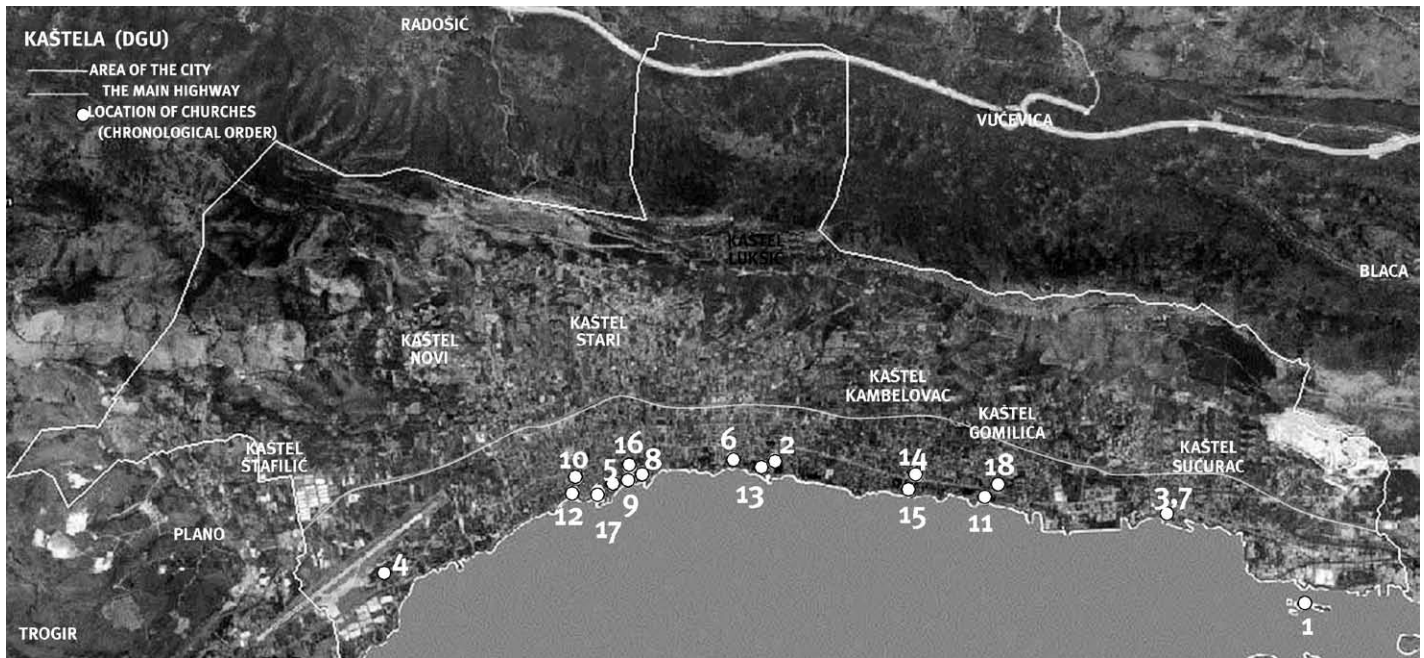 RADOŠIĆ
KAŠTELA (DGU)
AREA OF THE CITY
THE MAIN HIGHWAY
LOCATION OF CHURCHES
(CHRONOLOGICAL ORDER)
VUČEVICA
KAŠTEL
LUKŠIĆ
BLACA
KAŠTEL
NOVI
KAŠTEL
STARI
KAŠTEL
KAMBELOVAC
KAŠTEL
GOMILICA
KAŠTEL
ŠTAFILIĆ
KAŠTEL
SUĆURAC
PLANO
TROGIR
10
12
5
17
16
9
8
6
13
2
14
15
18
11
3,7
4
1